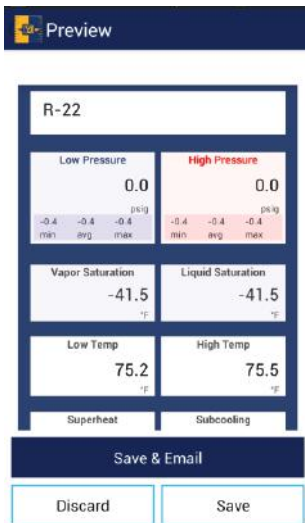 Preview
R-22
Low Pressure High Pressure
0.0 0.0
psig psig
-0.4 -0.4 -0.4 -0.4 -0.4 -0.4
min avg max min avg max
Vapor Saturation Liquid Saturation
-41.5 -41.5
°F °F
Low Temp High Temp
75.2 75.5
°F °F
Superheat Subcooling
Save & Email
Discard Save